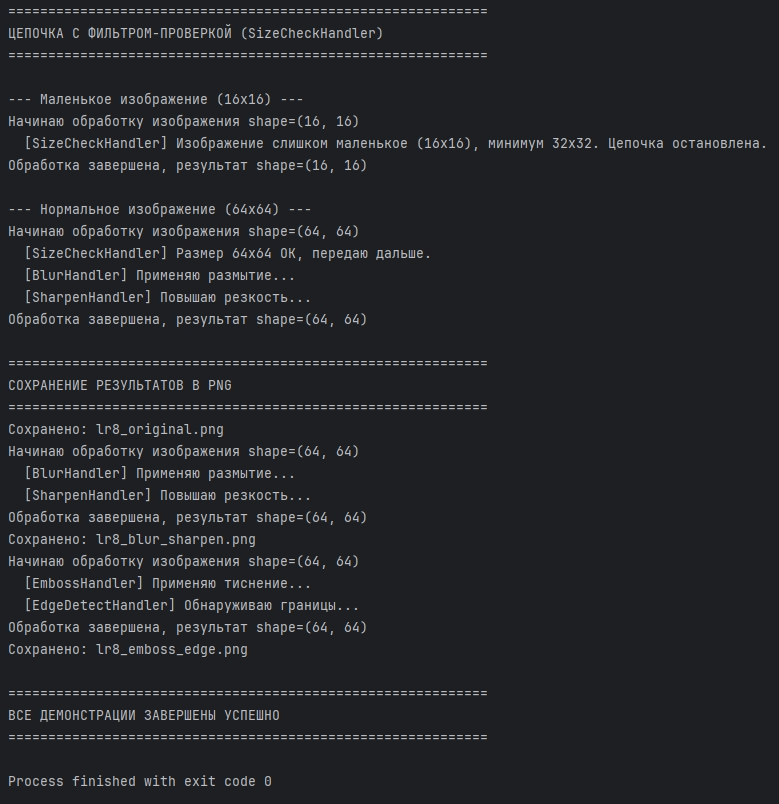 ============================================================
ЦЕПОЧКА С ФИЛЬТРОМ-ПРОВЕРКОЙ (SizeCheckHandler)
============================================================
--- Маленькое изображение (16x16) ---
Начинаю обработку изображения shape=(16, 16)
[SizeCheckHandler] Изображение слишком маленькое (16x16), минимум 32x32. Цепочка остановлена.
Обработка завершена, результат shape=(16, 16)
--- Нормальное изображение (64x64) ---
Начинаю обработку изображения shape=(64, 64)
[SizeCheckHandler] Размер 64x64 ОК, передаю дальше.
[BlurHandler] Применяю размытие...
[SharpenHandler] Повышаю резкость...
Обработка завершена, результат shape=(64, 64)
============================================================
СОХРАНЕНИЕ РЕЗУЛЬТАТОВ В PNG
============================================================
Сохранено: lr8_original.png
Начинаю обработку изображения shape=(64, 64)
[BlurHandler] Применяю размытие...
[SharpenHandler] Повышаю резкость...
Обработка завершена, результат shape=(64, 64)
Сохранено: lr8_blur_sharpen.png
Начинаю обработку изображения shape=(64, 64)
[EmbossHandler] Применяю тиснение...
[EdgeDetectHandler] Обнаруживаю границы...
Обработка завершена, результат shape=(64, 64)
Сохранено: lr8_emboss_edge.png
============================================================
ВСЕ ДЕМОНСТРАЦИИ ЗАВЕРШЕНЫ УСПЕШНО
============================================================
Process finished with exit code 0